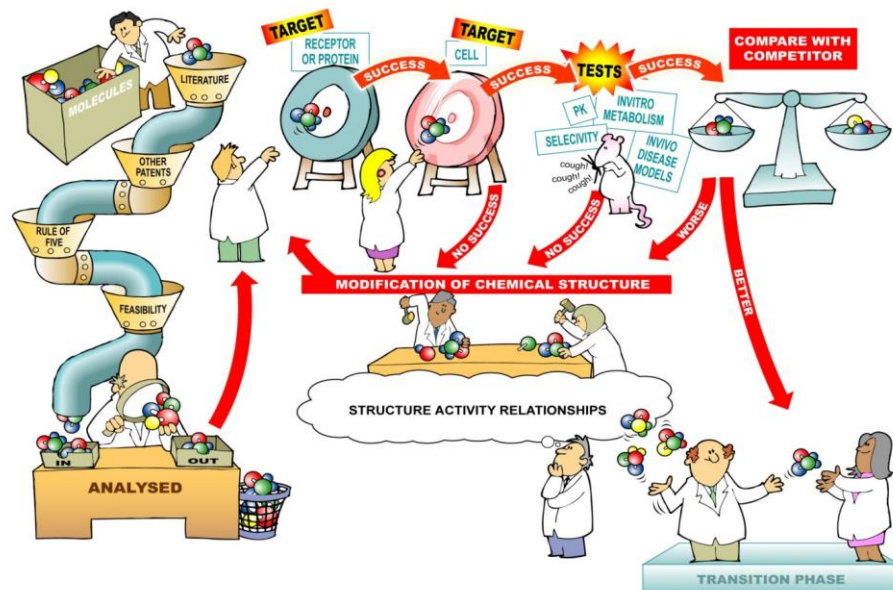 MOLECULES
LITERATURE
OTHER
PATENTS
RULE OF
FIVE
FEASIBILITY
IN
OUT
ANALYSED
TARGET
RECEPTOR
OR PROTEIN
SUCCESS
TARGET
CELL
SUCCESS
TESTS
SUCCESS
PK
INVITRO
METABOLISM
SELECIVITY
INVIVO
DISEASE
MODELS
cough!
cough!
cough!
COMPARE WITH
COMPETITOR
NO SUCCESS
NO SUCCESS
WORSE
BETTER
MODIFICATION OF CHEMICAL STRUCTURE
STRUCTURE ACTIVITY RELATIONSHIPS
TRANSITION PHASE